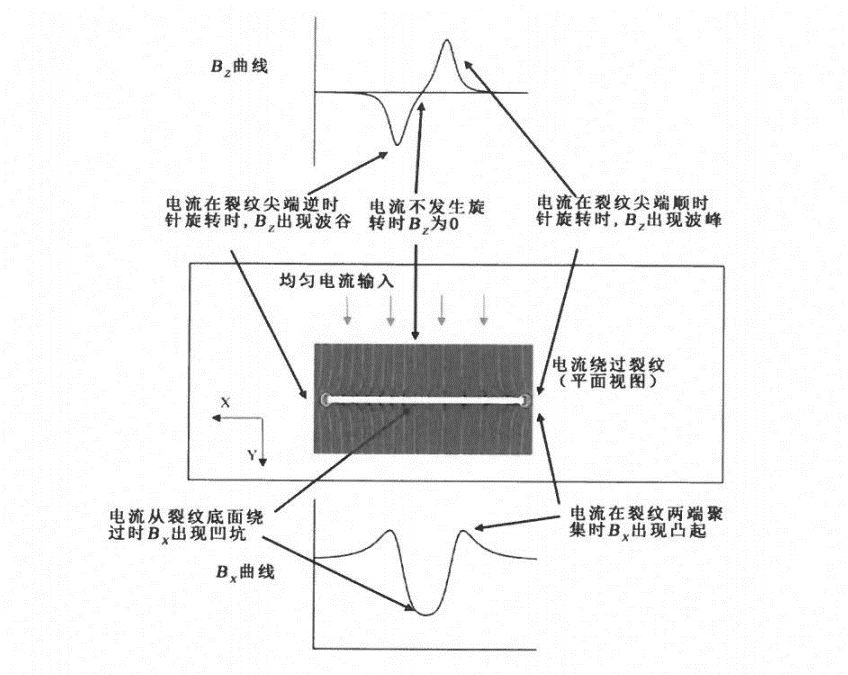 Bz曲线
电流在裂纹尖端逆时
针旋转时, Bz出现波谷
电流不发生旋
转时Bz为0
电流在裂纹尖端顺时
针旋转时, Bz出现波峰
均匀电流输入
电流绕过裂纹
（平面视图）
X
Y
电流从裂纹底面绕
过时Bx出现凹坑
电流在裂纹两端聚
集时Bx出现凸起
Bx曲线